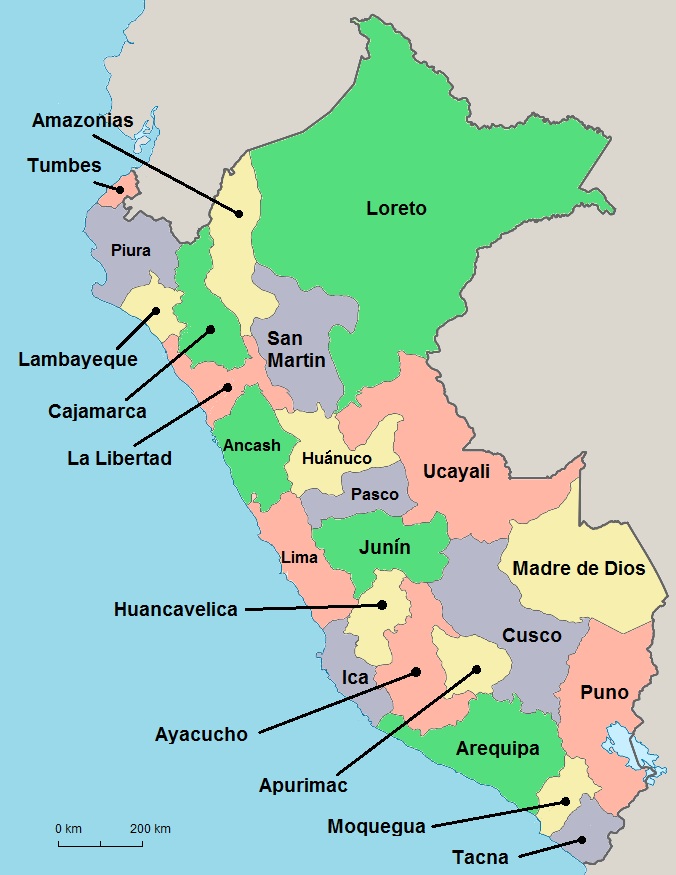 Amazonias
Tumbes
Loreto
Piura
San
Martin
Lambayeque
Cajamarca
La Libertad
Ancash
Huánuco
Ucayali
Pasco
Junín
Lima
Madre de Dios
Huancavelica
Cusco
Ica
Puno
Ayacucho
Arequipa
Apurimac
Moquegua
0 km 200 km
Tacna